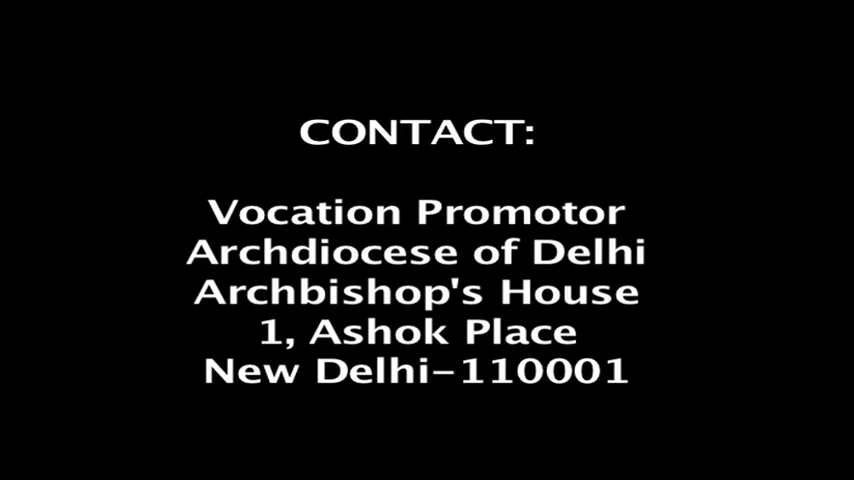 CONTACT:
Vocation Promotor
Archdiocese of Delhi
Archbishop's House
1, Ashok Place
New Delhi-110001